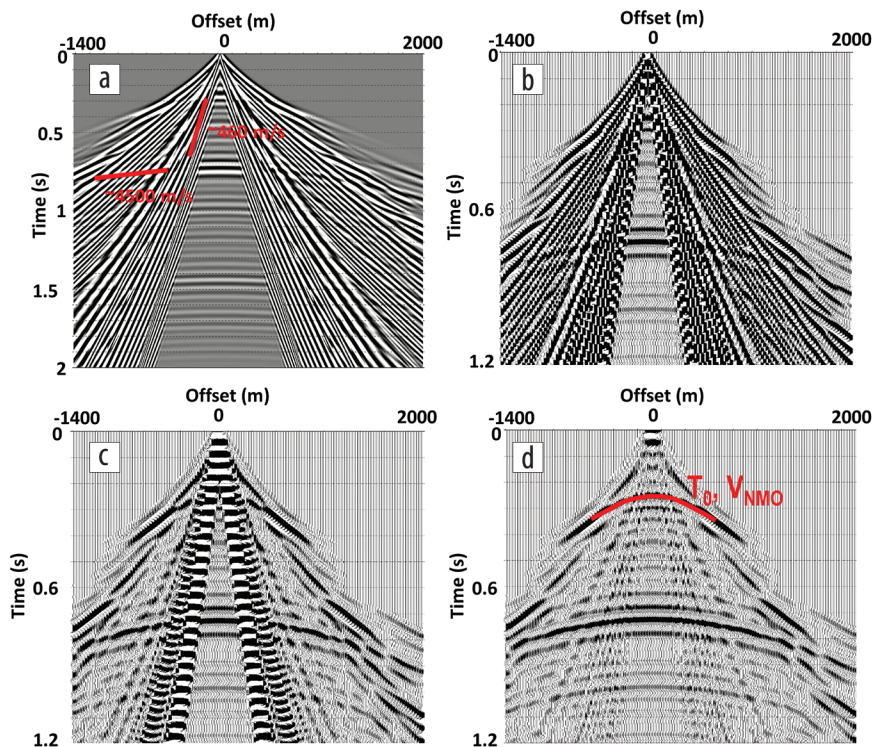 Offset (m)
-1400 0 2000
0
a
0.5
~460 m/s
~4500 m/s
1
1.5
2
Time (s)
Offset (m)
-1400 0 2000
0
b
0.6
1.2
Time (s)
Offset (m)
-1400 0 2000
0
c
0.6
1.2
Time (s)
Offset (m)
-1400 0 2000
0
d
T0, VNMO
0.6
1.2
Time (s)